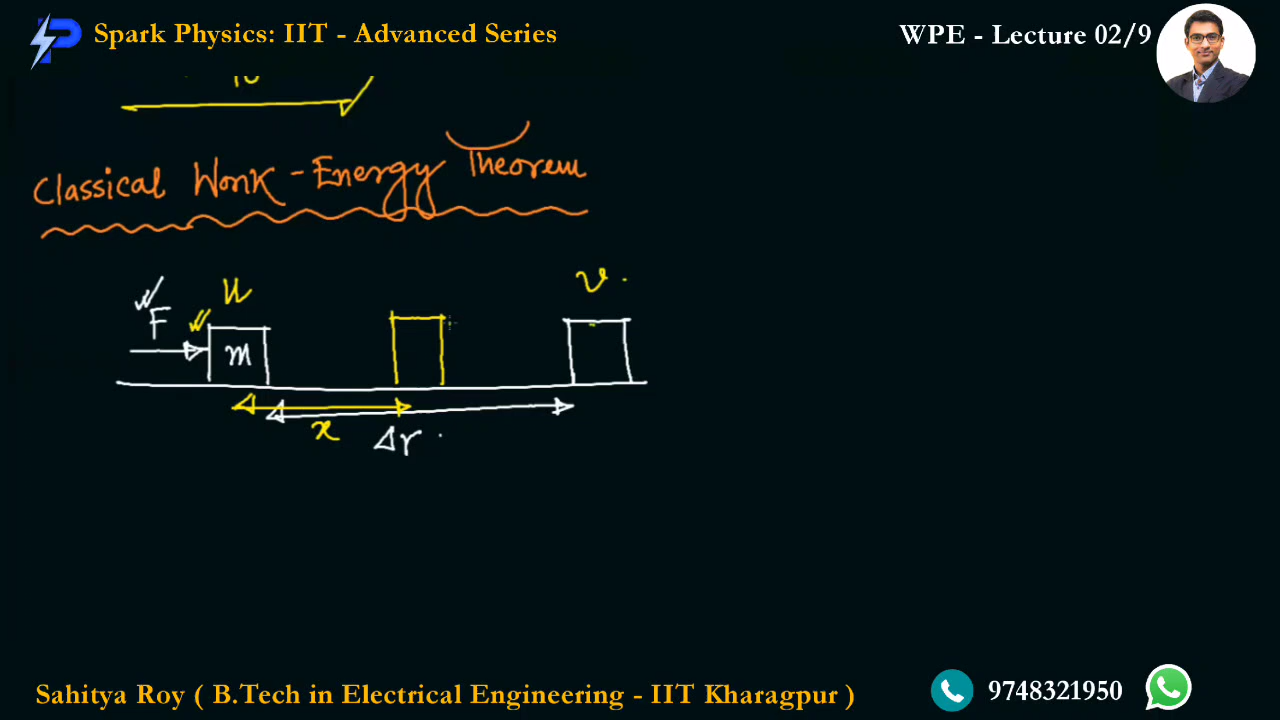 Spark Physics: IIT - Advanced Series
WPE - Lecture 02/9
Classical Work-Energy Theorem
F
u
v
m
x
Δr
Sahitya Roy ( B.Tech in Electrical Engineering - IIT Kharagpur )
9748321950